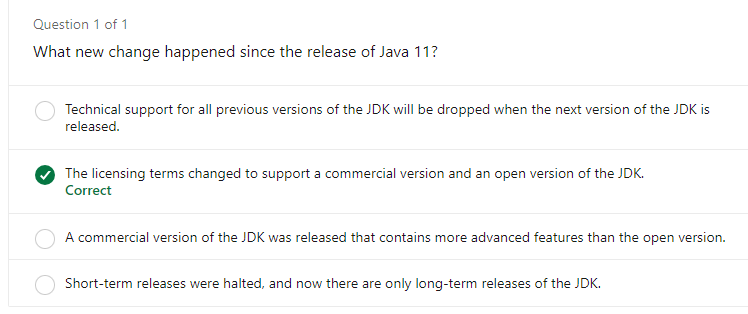 Question 1 of 1
What new change happened since the release of Java 11?
Technical support for all previous versions of the JDK will be dropped when the next version of the JDK is
released.
The licensing terms changed to support a commercial version and an open version of the JDK.
Correct
A commercial version of the JDK was released that contains more advanced features than the open version.
Short-term releases were halted, and now there are only long-term releases of the JDK.